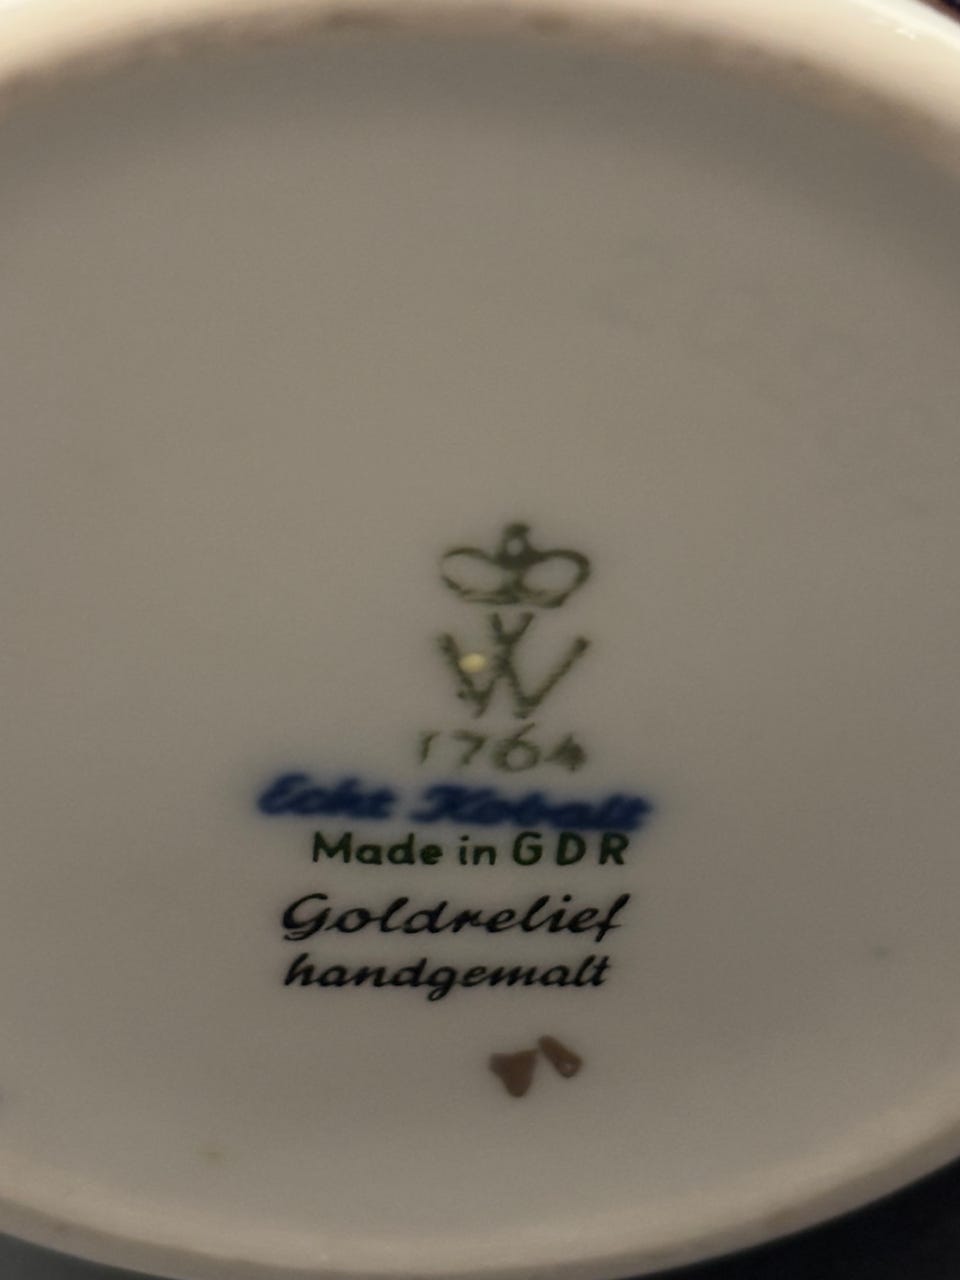 W
1764
Echt Kobalt
Made in GDR
Goldrelief
handgemalt